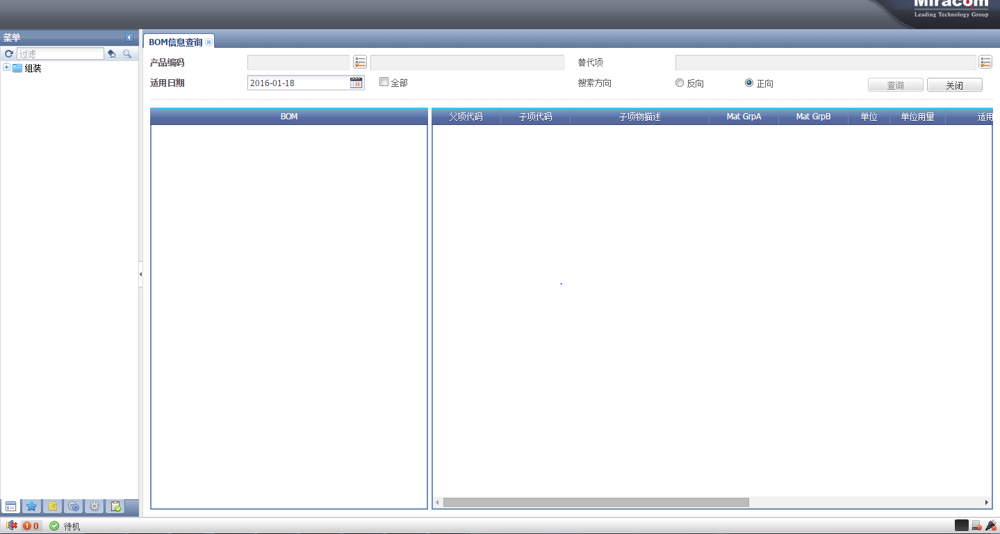 Miracom
Leading Technology Group
菜单
过滤
组装
BOM信息查询
产品编码
替代项
适用日期 2016-01-18 全部
搜索方向 反向 正向 查询 关闭
BOM
父项代码 子项代码 子项物描述 Mat GrpA Mat GrpB 单位 单位用量 适用
0 待机